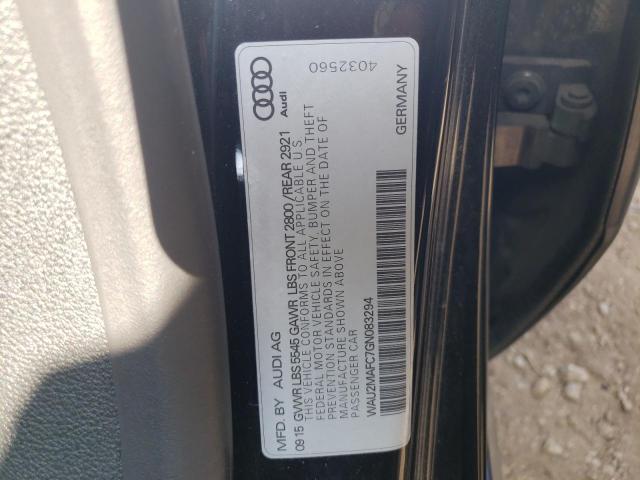 MFD. BY AUDI AG
Audi
09 15 GVWR LBS 5545 GAWR LBS FRONT 2800 / REAR 2921
THIS VEHICLE CONFORMS TO ALL APPLICABLE U S
FEDERAL MOTOR VEHICLE SAFETY, BUMPER AND THEFT
PREVENTION STANDARDS IN EFFECT ON THE DATE OF
MANUFACTURE SHOWN ABOVE
PASSENGER CAR
WAU2MAFC7GN083294
4032560
GERMANY